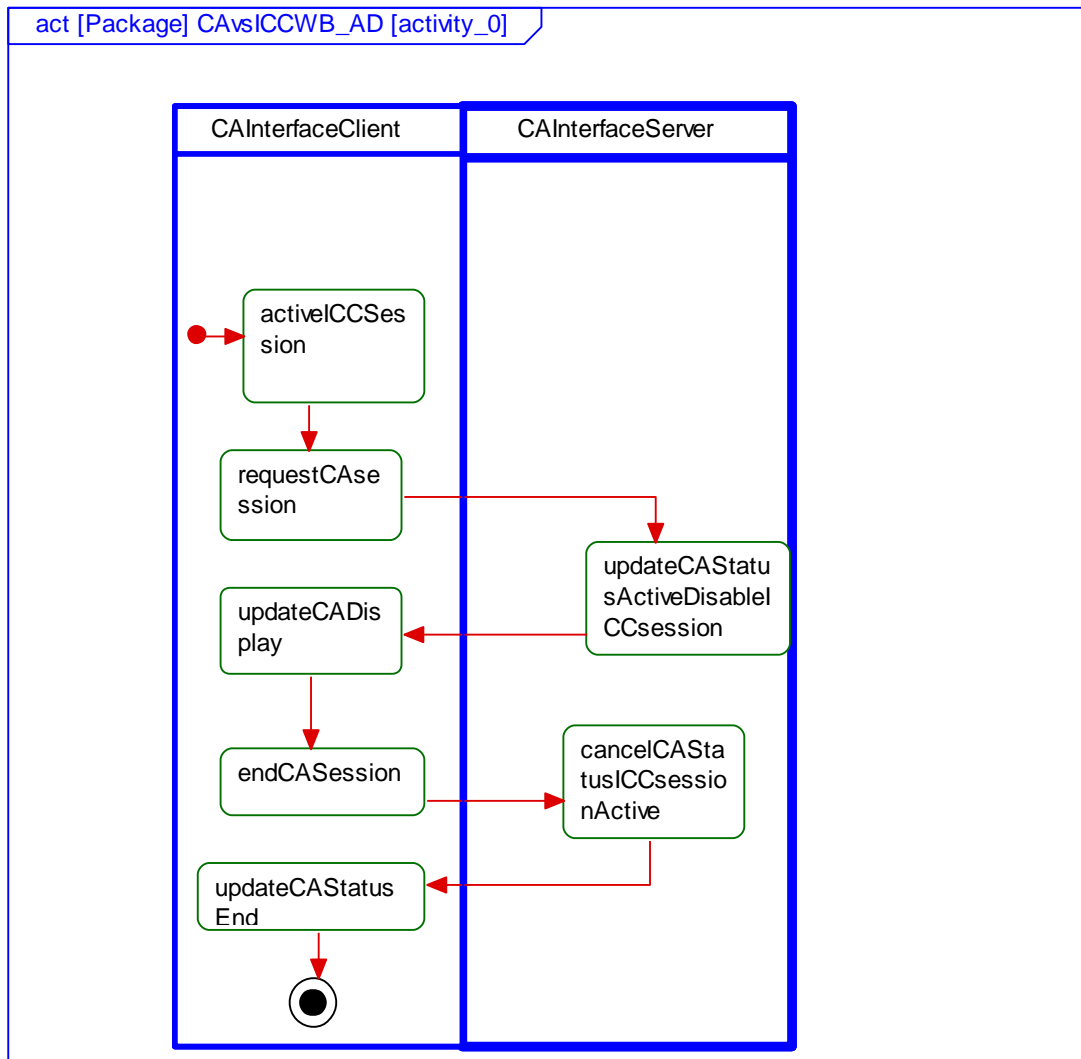 act [Package] CAvsICCWB_AD [activity_0]
CAInterfaceClient
CAInterfaceServer
activeICCSes
sion
requestCAse
ssion
updateCAStatu
sActiveDisableI
CCsession
updateCADis
play
endCASession
cancelCASta
tusICCsessio
nActive
updateCAStatus
End